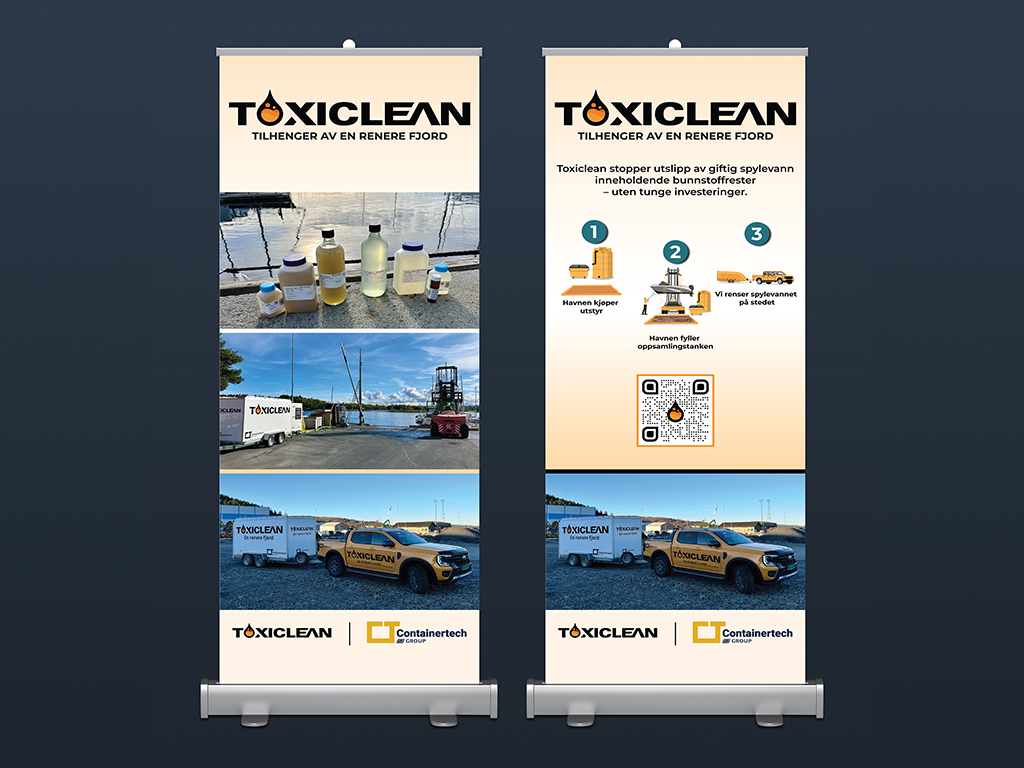 TOXICLEAN
TILHENGER AV EN RENERE FJORD
TOXICLEAN
TOXICLEAN
TOXICLEAN
En renere fjord
TOXICLEAN
TOXICLEAN
Containertech
GROUP
TOXICLEAN
TILHENGER AV EN RENERE FJORD
Toxiclean stopper utslipp av giftig spylevann
inneholdende bunnstoffrester
– uten tunge investeringer.
1
2
3
Havnen kjøper
utstyr
Havnen fyller
oppsamlingstanken
Vi renser spylevannet
på stedet
TOXICLEAN
TOXICLEAN
En renere fjord
TOXICLEAN
TOXICLEAN
Containertech
GROUP